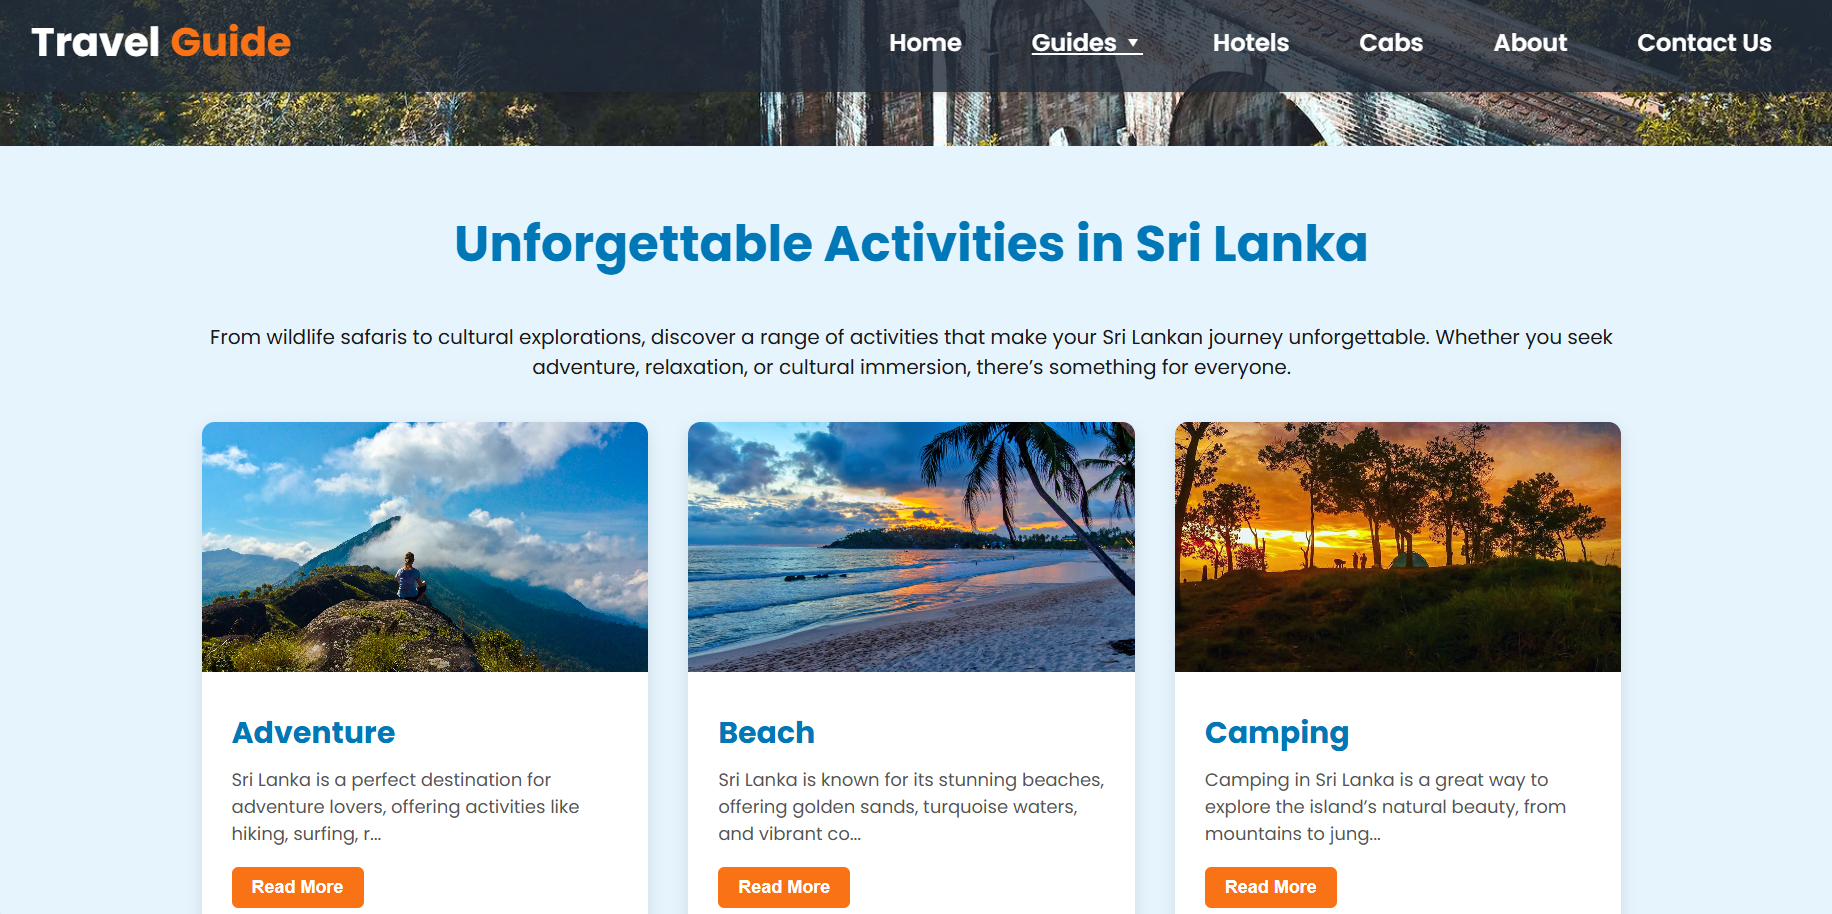 Travel Guide
Home Guides ▼ Hotels Cabs About Contact Us
Unforgettable Activities in Sri Lanka
From wildlife safaris to cultural explorations, discover a range of activities that make your Sri Lankan journey unforgettable. Whether you seek
adventure, relaxation, or cultural immersion, there’s something for everyone.
Adventure
Sri Lanka is a perfect destination for
adventure lovers, offering activities like
hiking, surfing, r...
Read More
Beach
Sri Lanka is known for its stunning beaches,
offering golden sands, turquoise waters,
and vibrant co...
Read More
Camping
Camping in Sri Lanka is a great way to
explore the island’s natural beauty, from
mountains to jung...
Read More